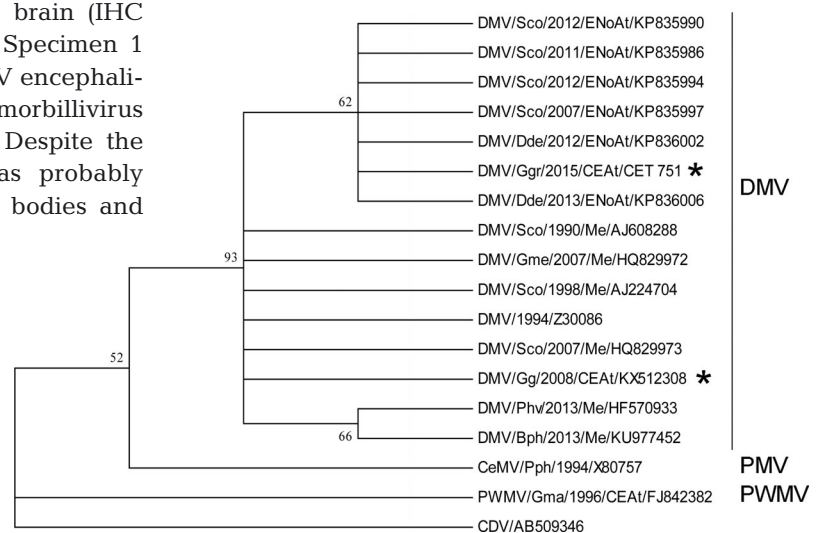 brain (IHC
Specimen 1
V encephali-
morbillivirus
Despite the
as probably
bodies and
DMV/Sco/2012/ENoAt/KP835990
DMV/Sco/2011/ENoAt/KP835986
DMV/Sco/2012/ENoAt/KP835994
62
DMV/Sco/2007/ENoAt/KP835997
DMV/Dde/2012/ENoAt/KP836002
DMV/Ggr/2015/CEAt/CET 751 *
DMV
DMV/Dde/2013/ENoAt/KP836006
DMV/Sco/1990/Me/AJ608288
93
DMV/Gme/2007/Me/HQ829972
DMV/Sco/1998/Me/AJ224704
DMV/1994/Z30086
52
DMV/Sco/2007/Me/HQ829973
DMV/Gg/2008/CEAt/KX512308 *
DMV/Phv/2013/Me/HF570933
66
DMV/Bph/2013/Me/KU977452
CeMV/Pph/1994/X80757 PMV
PWMV/Gma/1996/CEAt/FJ842382 PWMV
CDV/AB509346